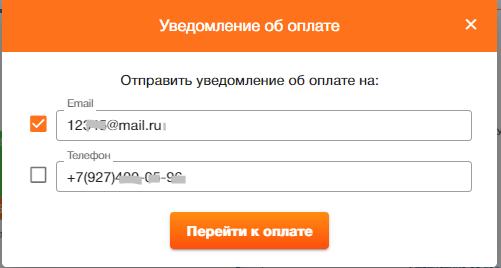 Уведомление об оплате
Отправить уведомление об оплате на:
Email
Телефон
Перейти к оплате